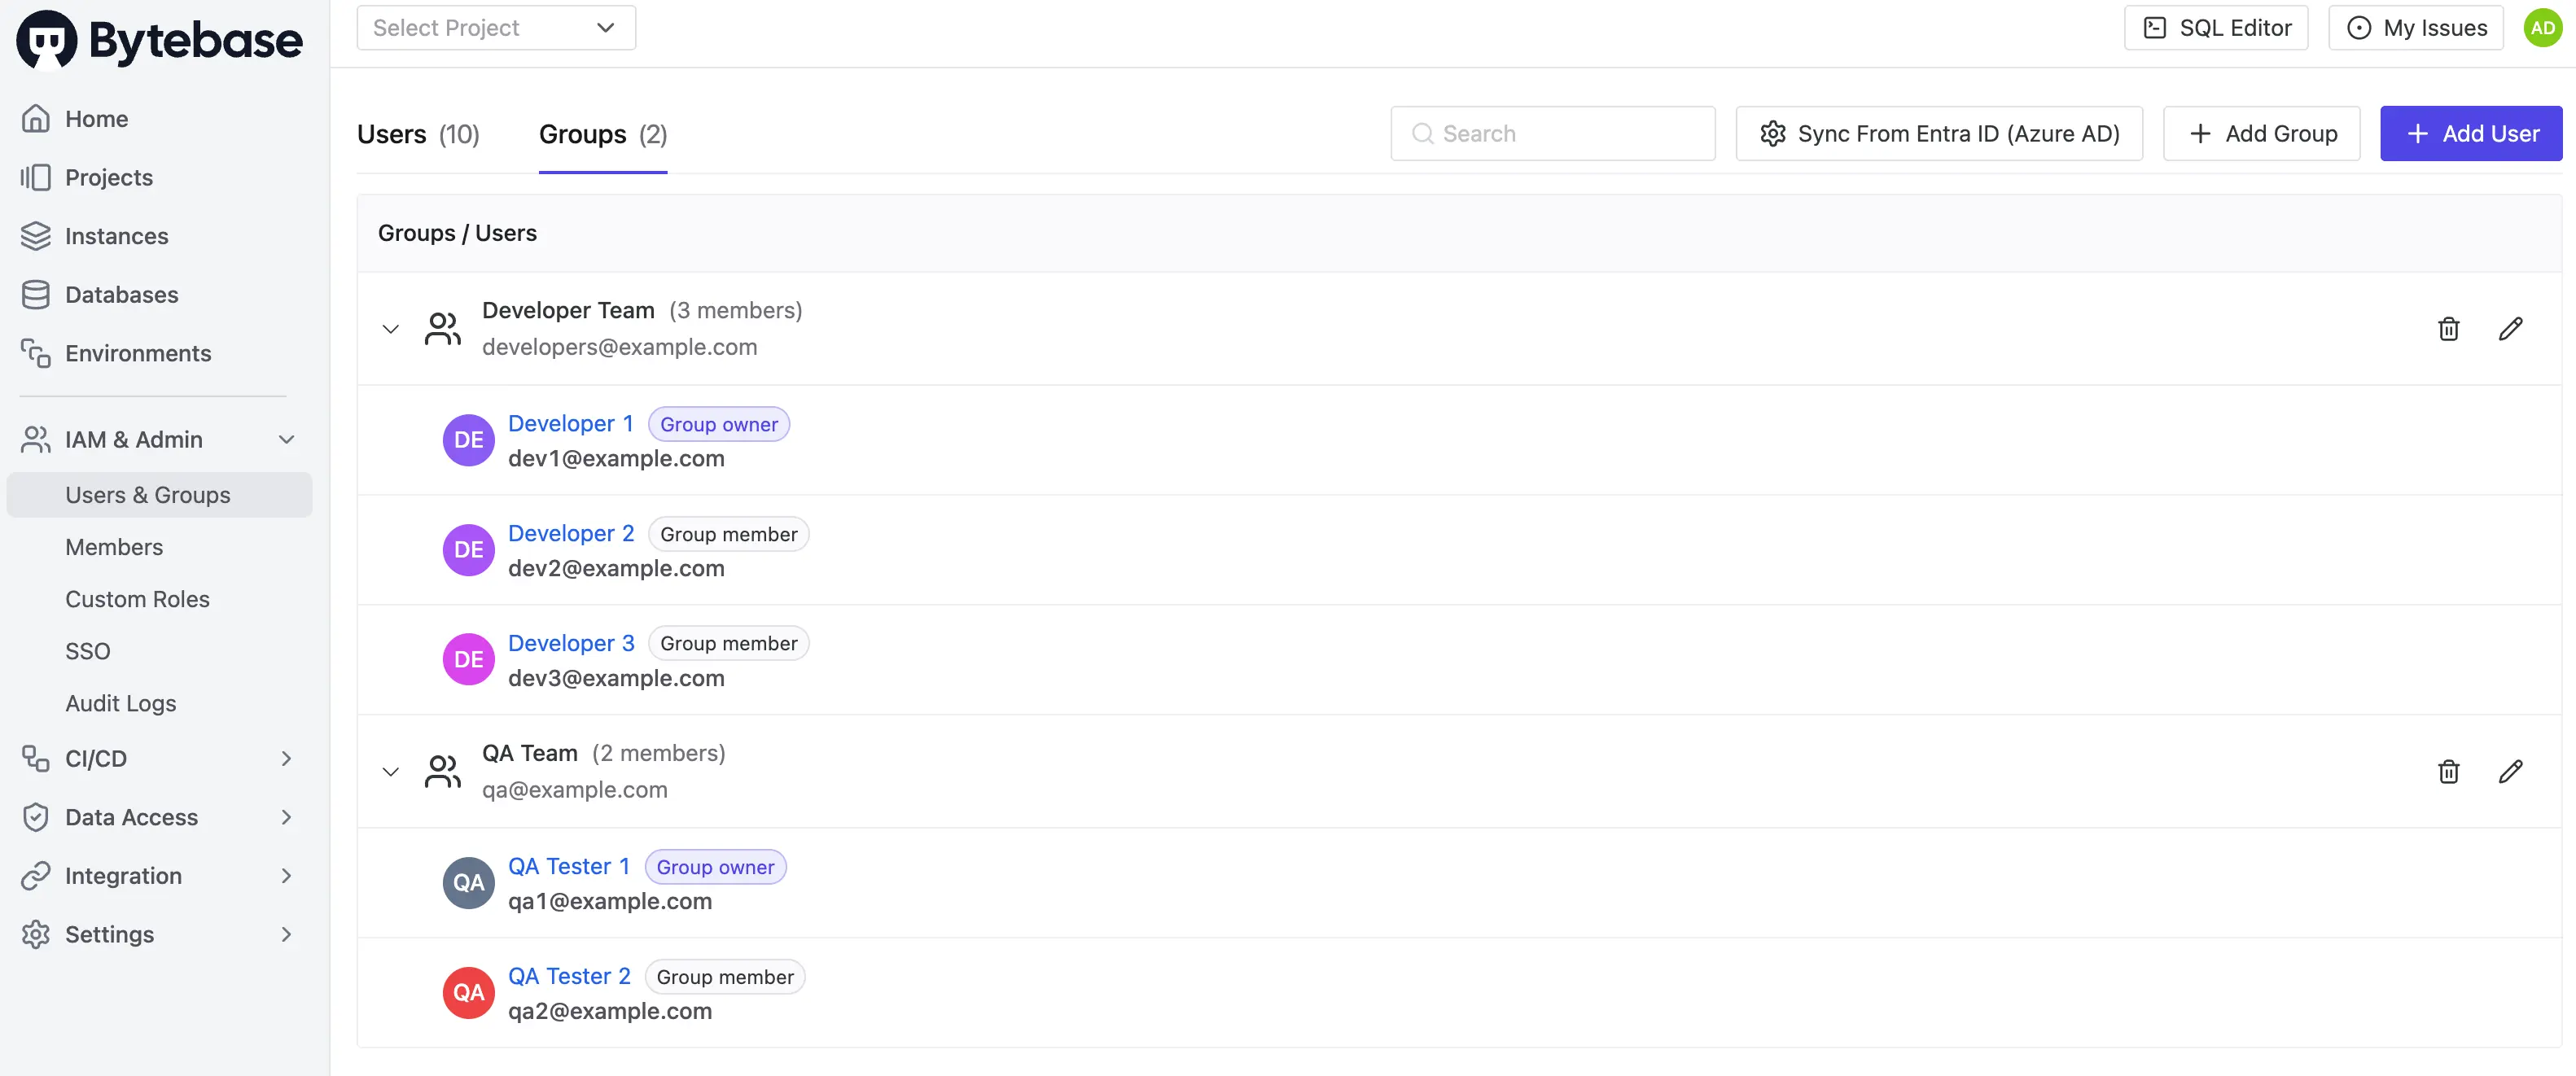 Bytebase
Home
Projects
Instances
Databases
Environments
IAM & Admin
Users & Groups
Members
Custom Roles
SSO
Audit Logs
CI/CD
Data Access
Integration
Settings
Select Project
SQL Editor
My Issues
AD
Users (10)
Groups (2)
Search
Sync From Entra ID (Azure AD)
Add Group
Add User
Groups / Users
Developer Team (3 members)
developers@example.com
DE
Developer 1 Group owner
dev1@example.com
DE
Developer 2 Group member
dev2@example.com
DE
Developer 3 Group member
dev3@example.com
QA Team (2 members)
qa@example.com
QA
QA Tester 1 Group owner
qa1@example.com
QA
QA Tester 2 Group member
qa2@example.com